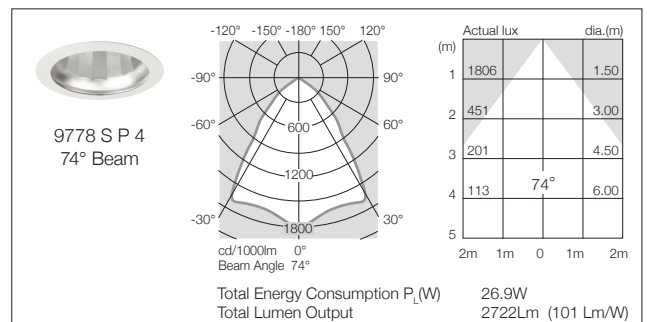 9778 S P 4
74° Beam
-120° -150° -180 150° 120°
-90° 90°
-60° 60°
600
1200
-30° 30°
1800
cd/1000lm 0°
Beam Angle 74°
Actual lux dia.(m)
(m)
1 1806 1.50
2 451 3.00
3 201 4.50
4 113 74° 6.00
5
2m 1m 0 1m 2m
Total Energy Consumption P_L(W) 26.9W
Total Lumen Output 2722Lm (101 Lm/W)